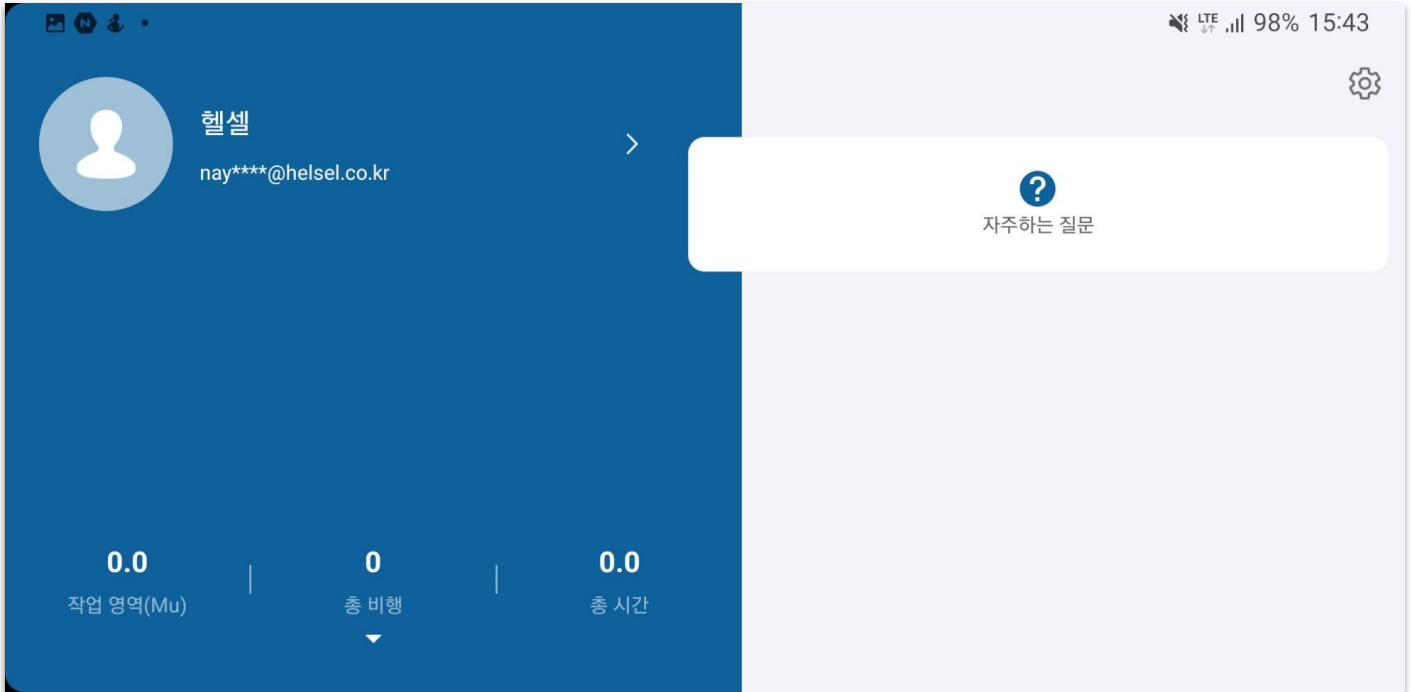 LTE 98% 15:43
헬셀
nay****@helsel.co.kr
자주하는 질문
0.0
작업 영역(Mu)
0
총 비행
0.0
총 시간